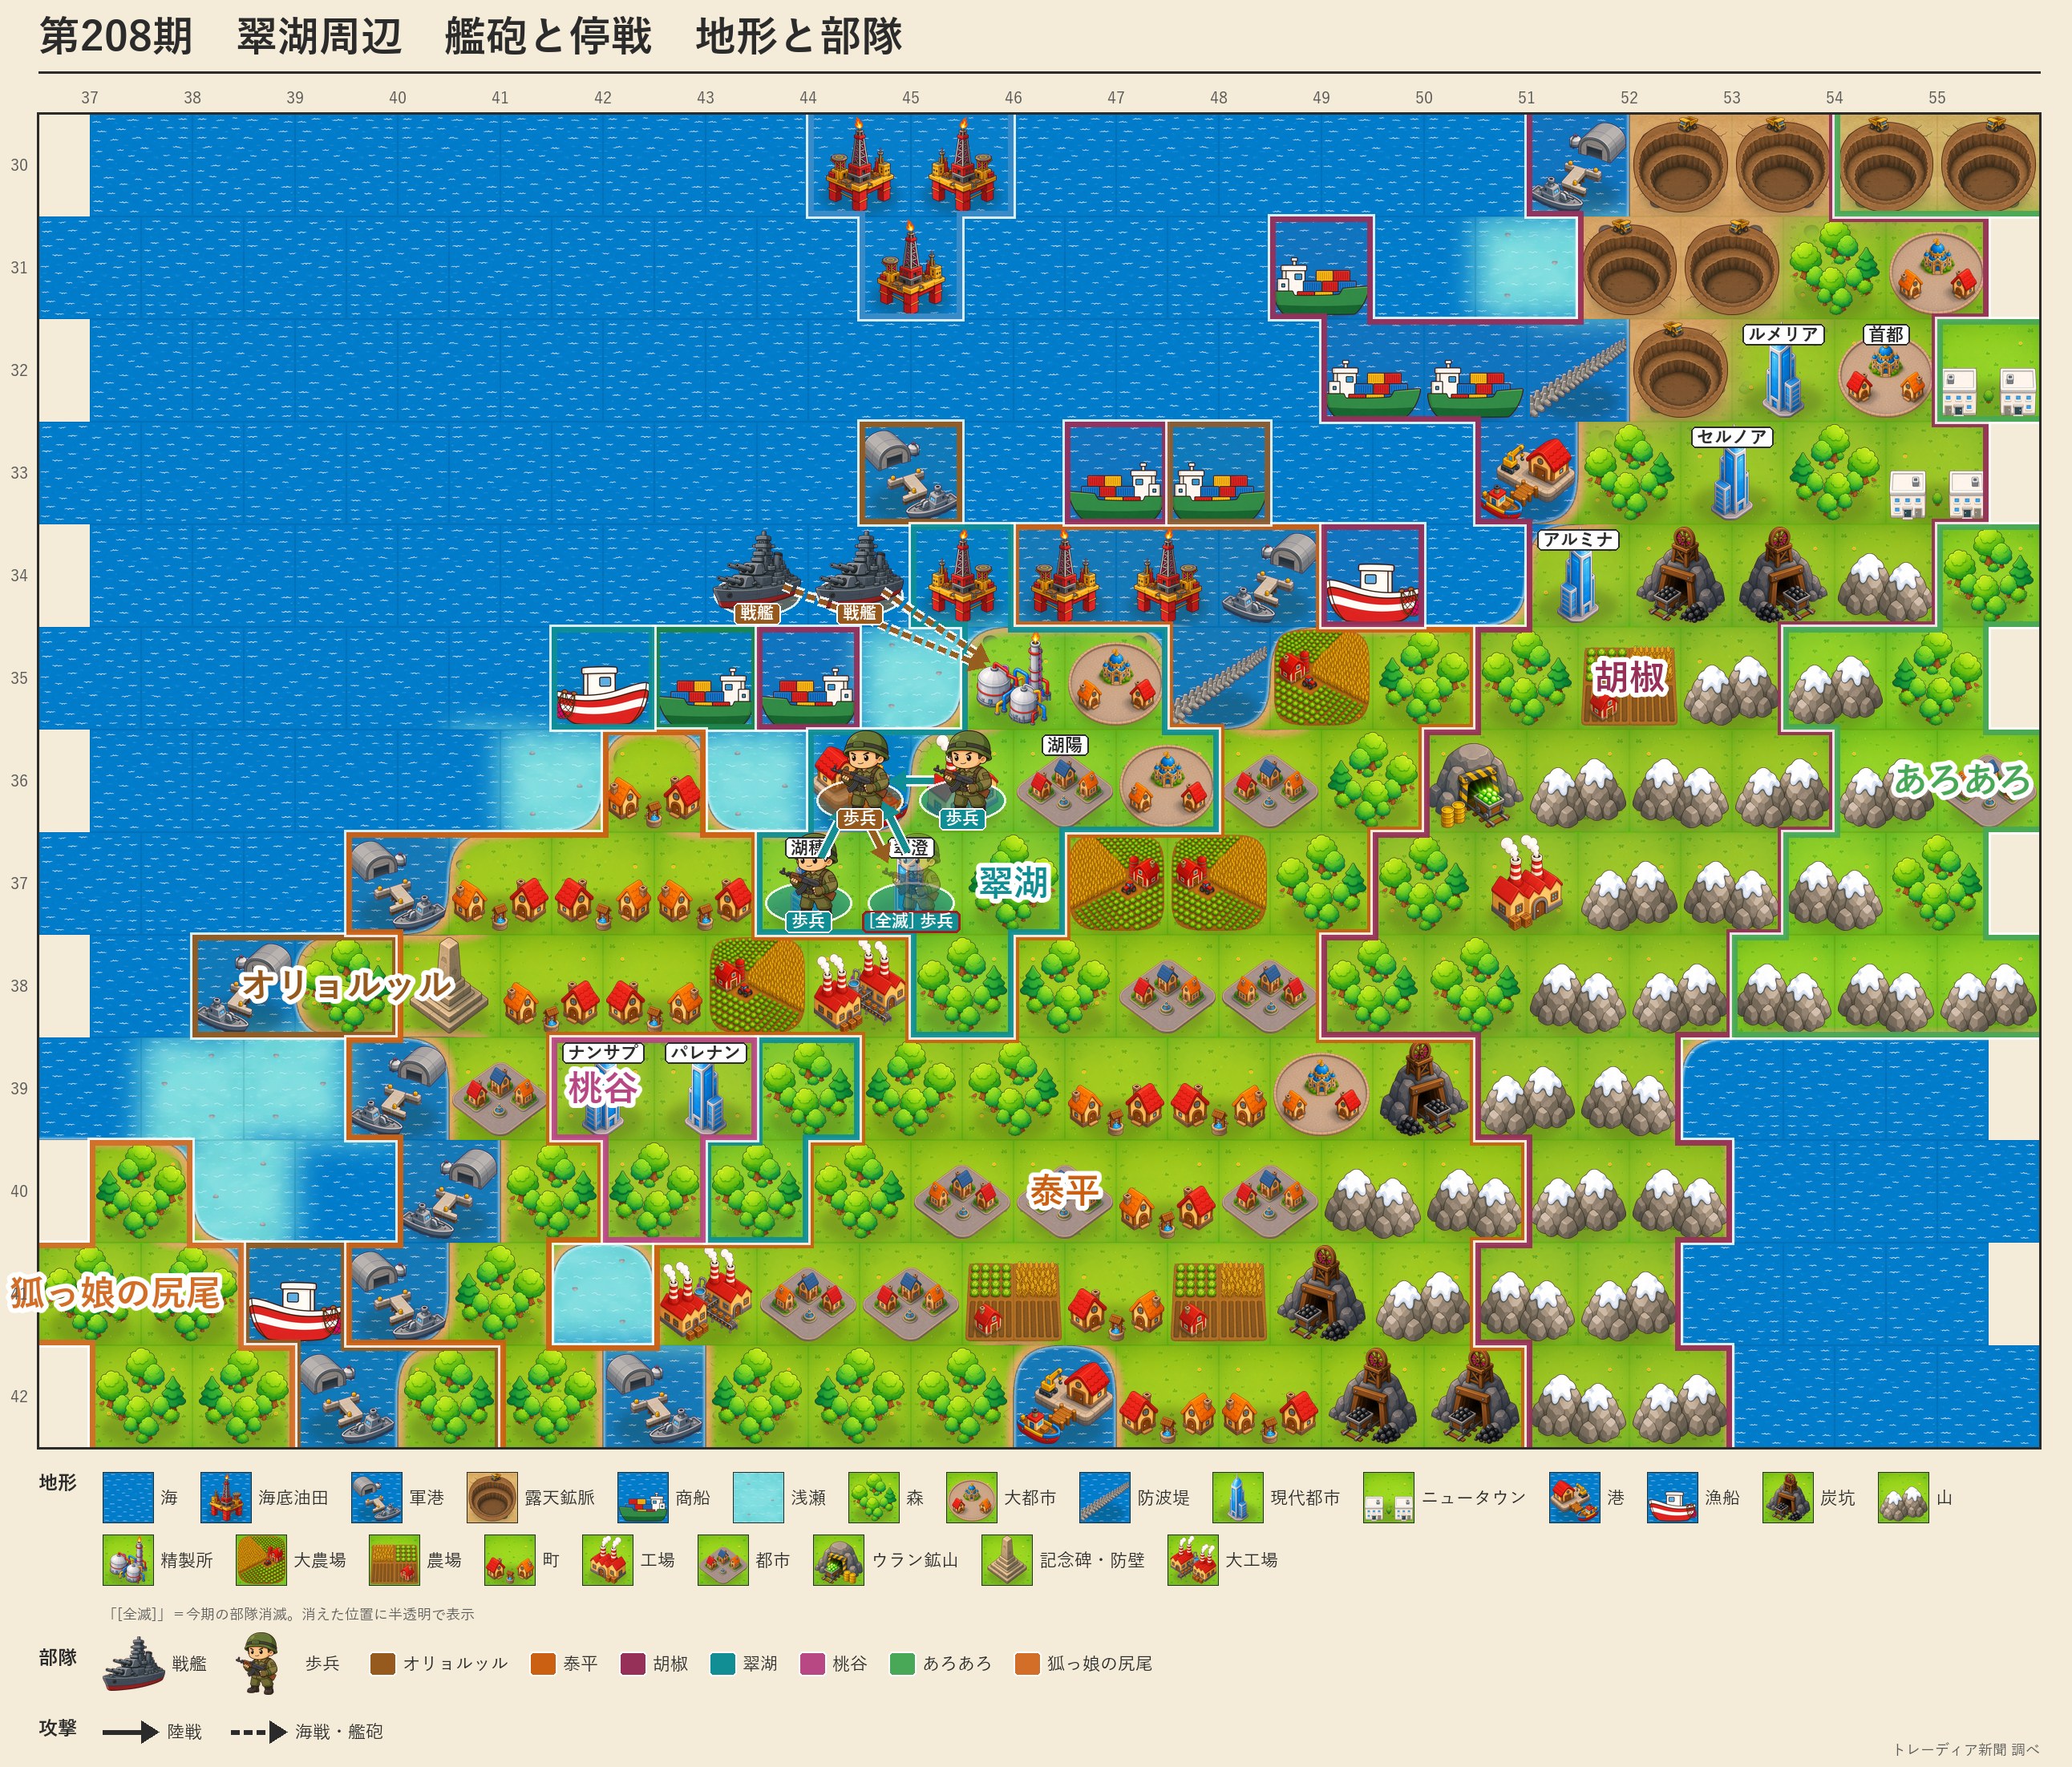 第208期 翠湖周辺 艦砲と停戦 地形と部隊
37 38 39 40 41 42 43 44 45 46 47 48 49 50 51 52 53 54 55
30
31
32
ルメリア 首都
33
セルノア
34
アルミナ
戦艦 戦艦
35
胡椒
36
湖陽
あろあろ
歩兵 歩兵
37
翠湖
歩兵 [全滅] 歩兵
38
オリョルッル
39
ナンサプ パレナン
桃谷
40
泰平
狐っ娘の尻尾
42
地形 海 海底油田 軍港 露天鉱脈 商船 浅瀬 森 大都市 防波堤 現代都市 ニュータウン 港 漁船 炭坑 山
精製所 大農場 農場 町 工場 都市 ウラン鉱山 記念碑・防壁 大工場
「[全滅]」＝今期の部隊消滅。消えた位置に半透明で表示
部隊 戦艦 歩兵 オリョルッル 泰平 胡椒 翠湖 桃谷 あろあろ 狐っ娘の尻尾
攻撃 陸戦 海戦・艦砲
トレーディア新聞 調べ